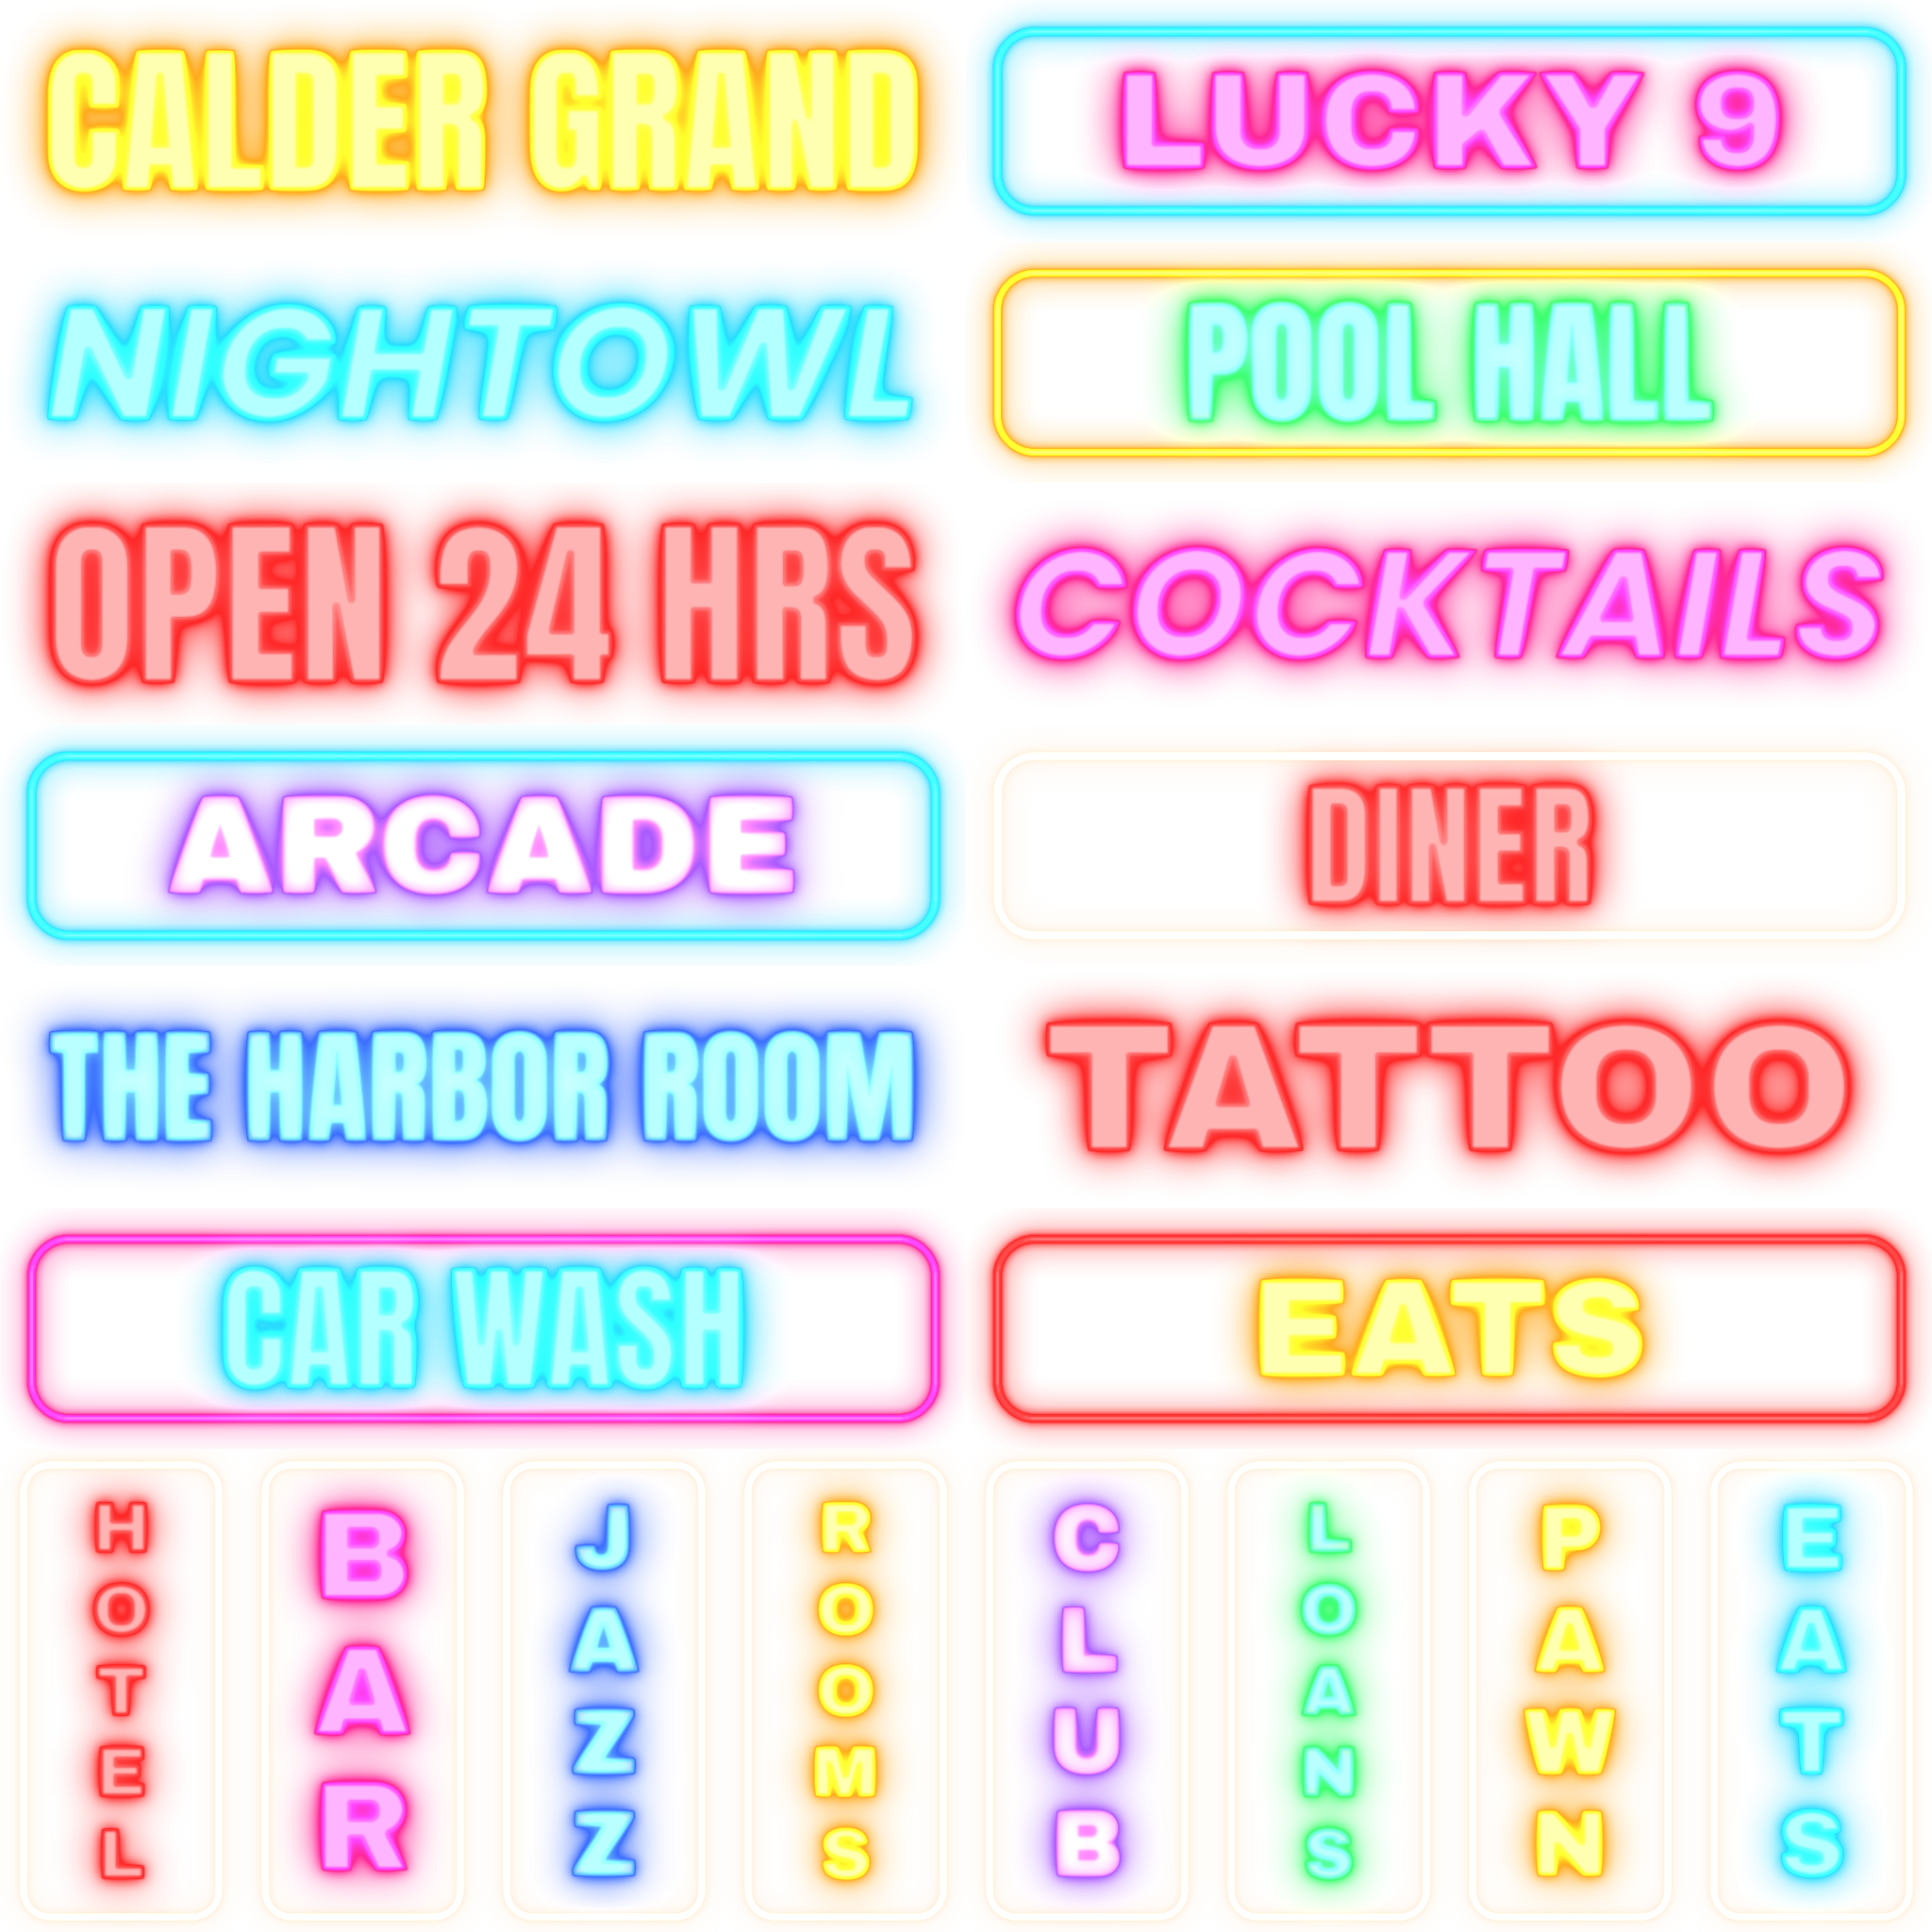 CALDER GRAND
LUCKY 9
NIGHTOWL
POOL HALL
OPEN 24 HRS
COCKTAILS
ARCADE
DINER
THE HARBOR ROOM
TATTOO
CAR WASH
EATS
HOTEL
BAR
JAZZ
ROOMS
CLUB
LOANS
PAWN
EATS